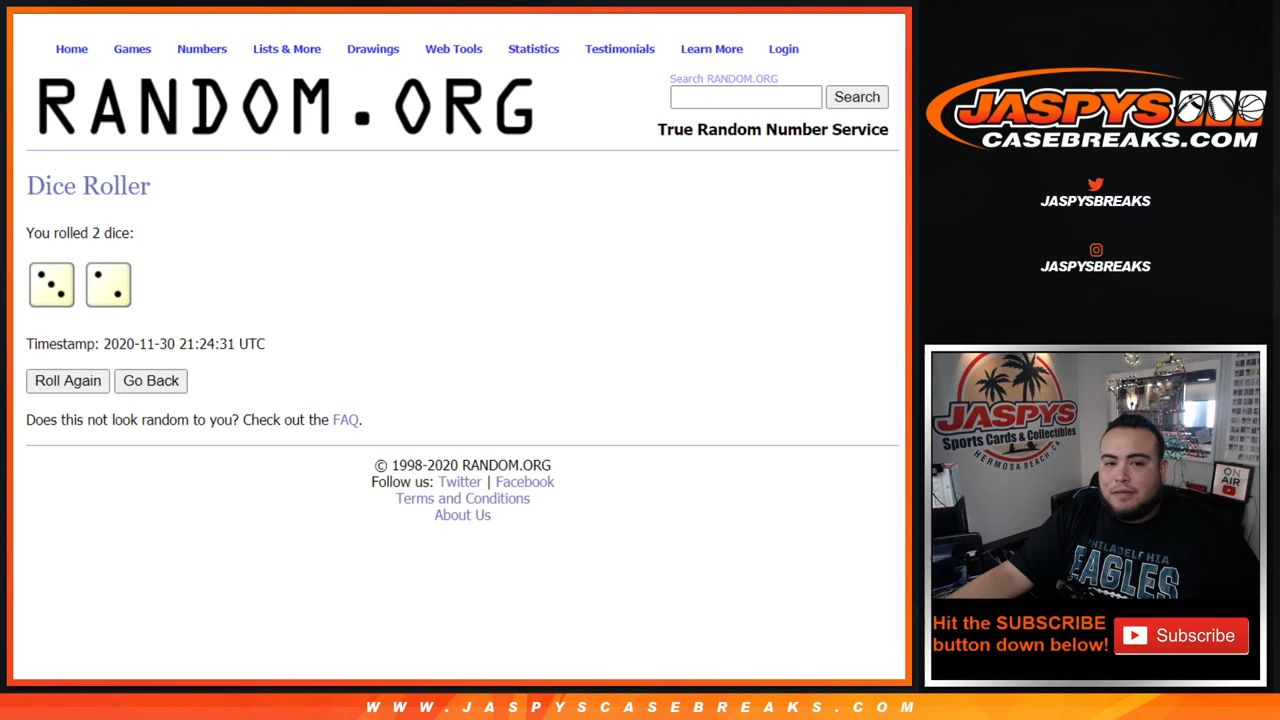 Home Games Numbers Lists & More Drawings Web Tools Statistics Testimonials Learn More Login
RANDOM.ORG
Search RANDOM.ORG
Search
True Random Number Service
Dice Roller
You rolled 2 dice:
Timestamp: 2020-11-30 21:24:31 UTC
Roll Again Go Back
Does this not look random to you? Check out the FAQ.
© 1998-2020 RANDOM.ORG
Follow us: Twitter | Facebook
Terms and Conditions
About Us
JASPYS
CASEBREAKS.COM
JASPYSBREAKS
JASPYSBREAKS
JASPYS
Sports Cards & Collectibles
HERMOSA BEACH, CA
ON AIR
PHILADELPHIA
EAGLES
Hit the SUBSCRIBE
button down below!
Subscribe
WWW.JASPYSCASEBREAKS.COM